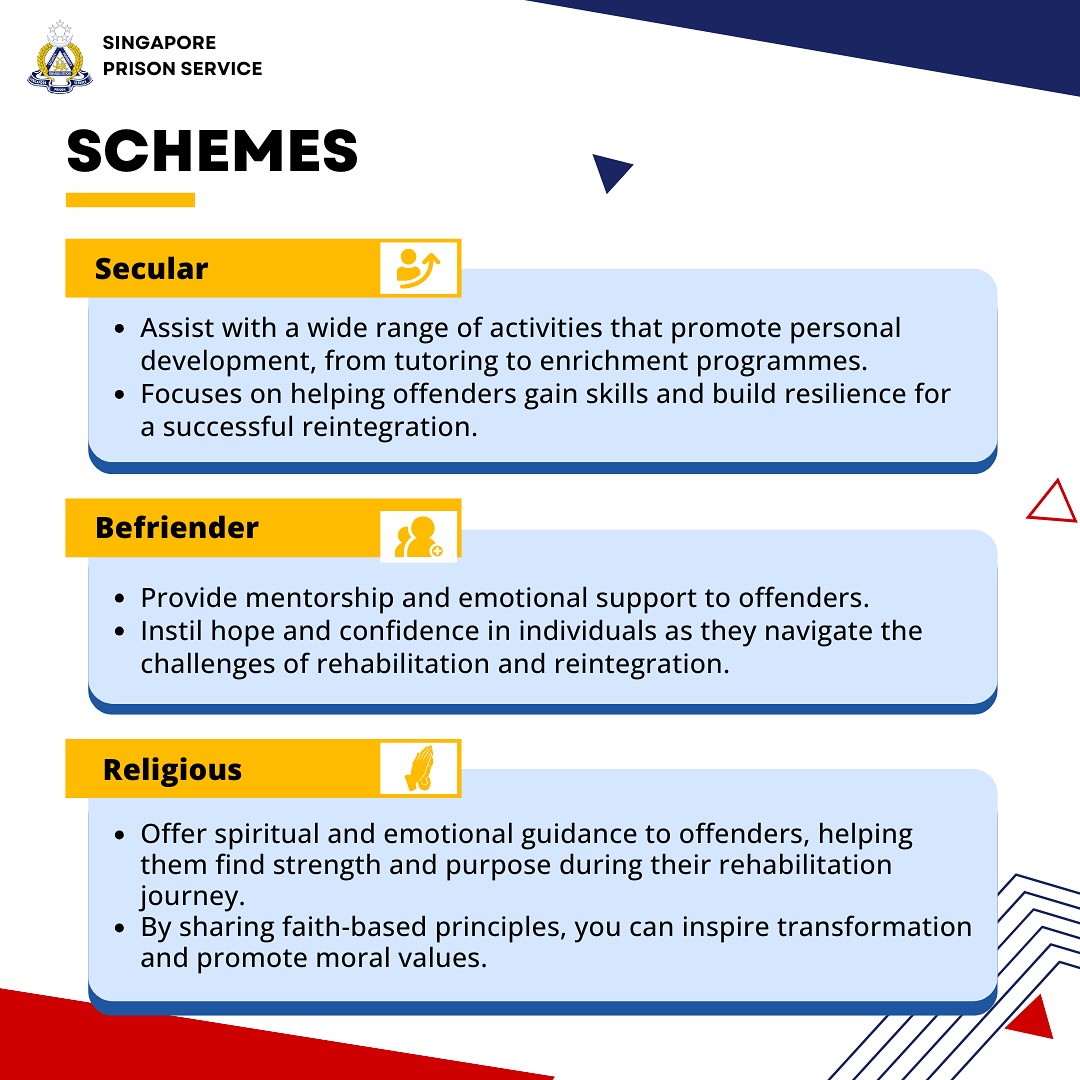 SINGAPORE
PRISON SERVICE
SCHEMES
Secular
• Assist with a wide range of activities that promote personal
development, from tutoring to enrichment programmes.
• Focuses on helping offenders gain skills and build resilience for
a successful reintegration.
Befriender
• Provide mentorship and emotional support to offenders.
• Instil hope and confidence in individuals as they navigate the
challenges of rehabilitation and reintegration.
Religious
• Offer spiritual and emotional guidance to offenders, helping
them find strength and purpose during their rehabilitation
journey.
• By sharing faith-based principles, you can inspire transformation
and promote moral values.